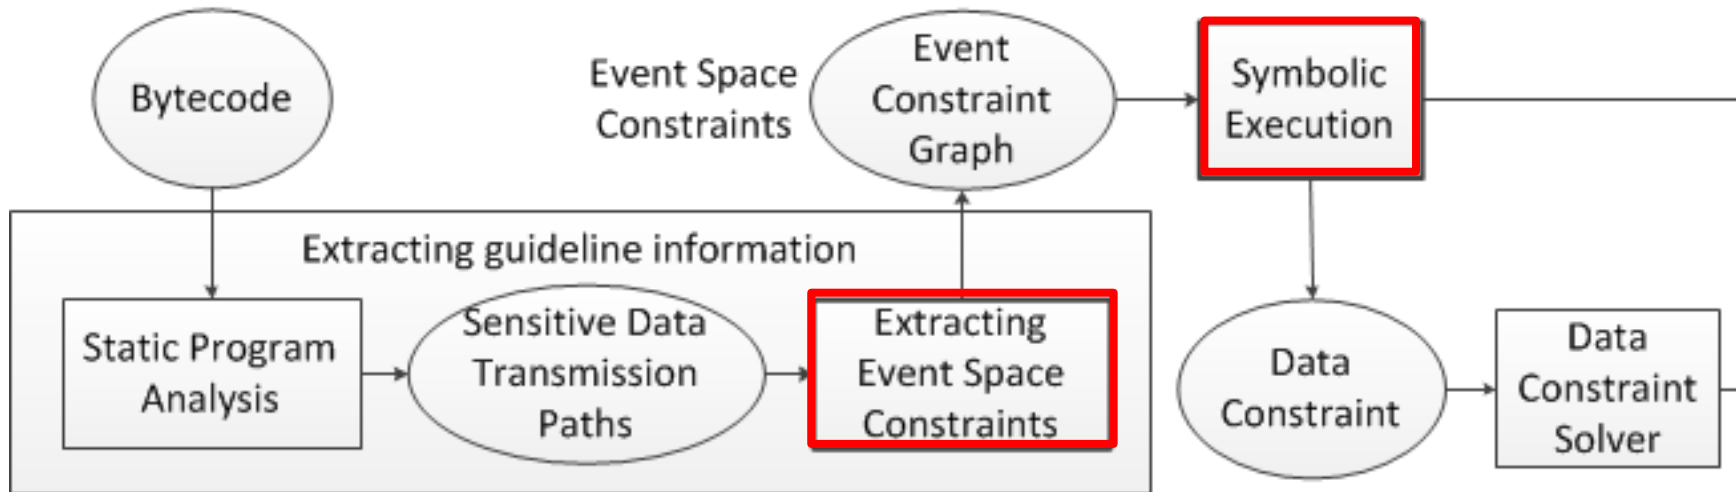 Bytecode
Event Space
Constraints
Event
Constraint
Graph
Symbolic
Execution
Extracting guideline information
Static Program
Analysis
Sensitive Data
Transmission
Paths
Extracting
Event Space
Constraints
Data
Constraint
Data
Constraint
Solver